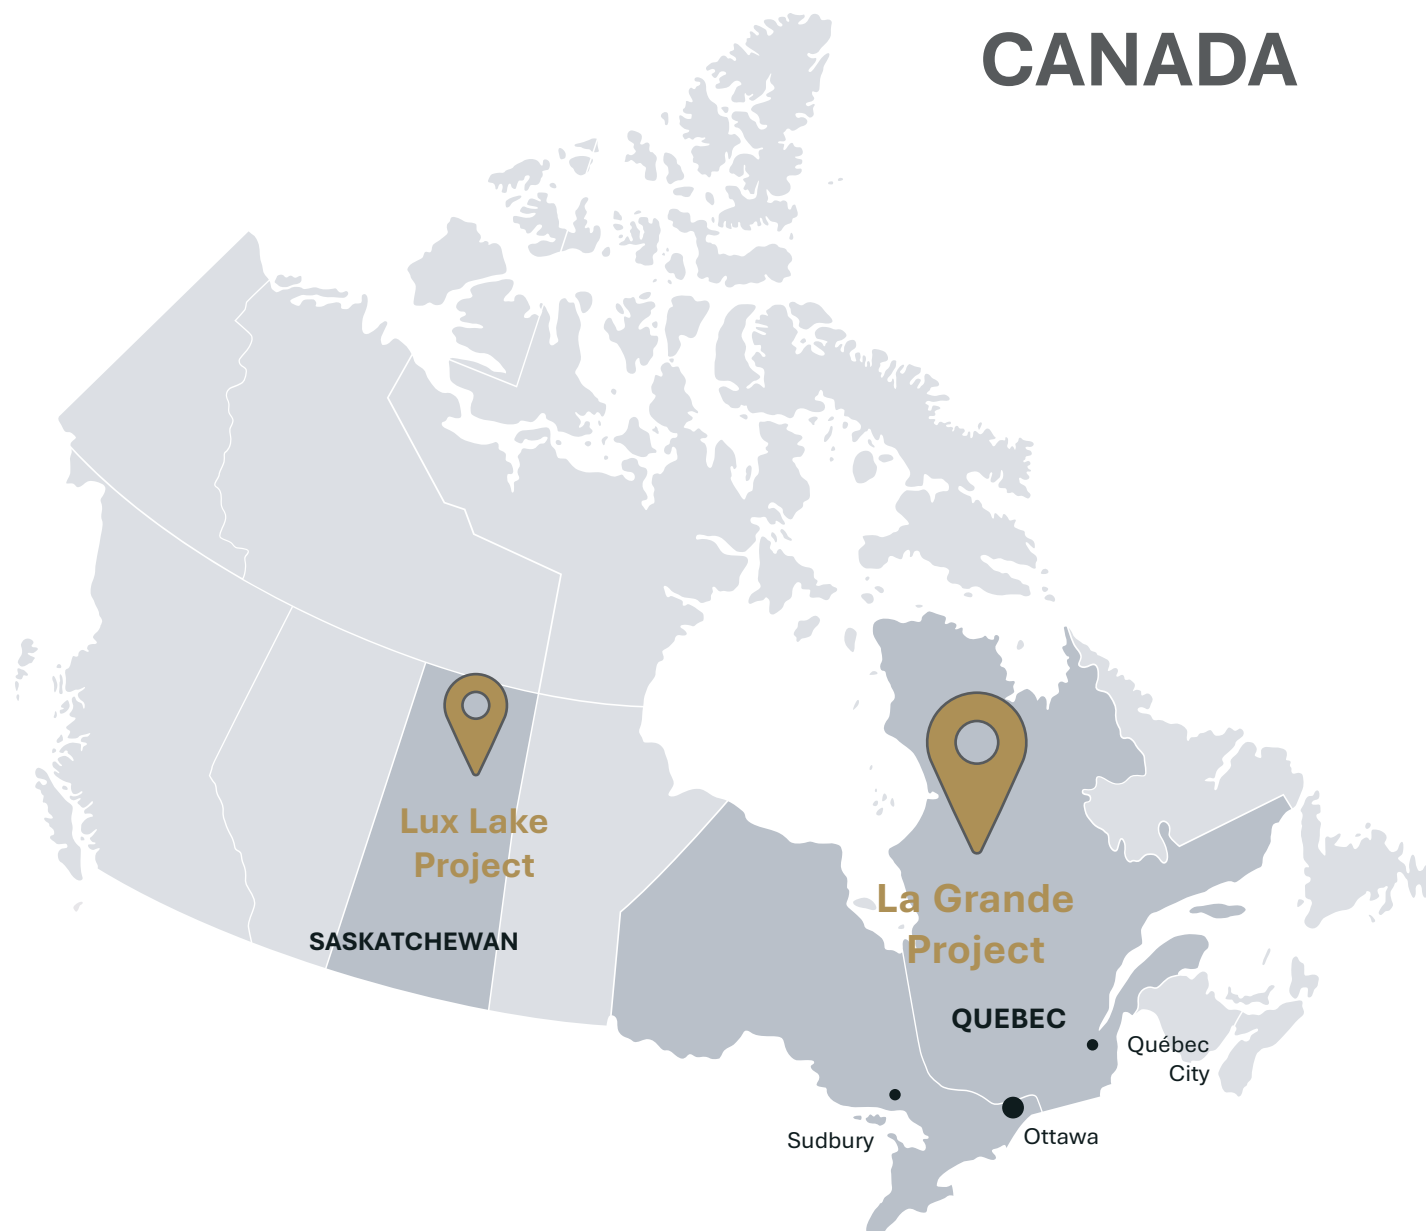 CANADA
Lux Lake
Project
SASKATCHEWAN
La Grande
Project
QUEBEC
Québec
City
Sudbury
Ottawa